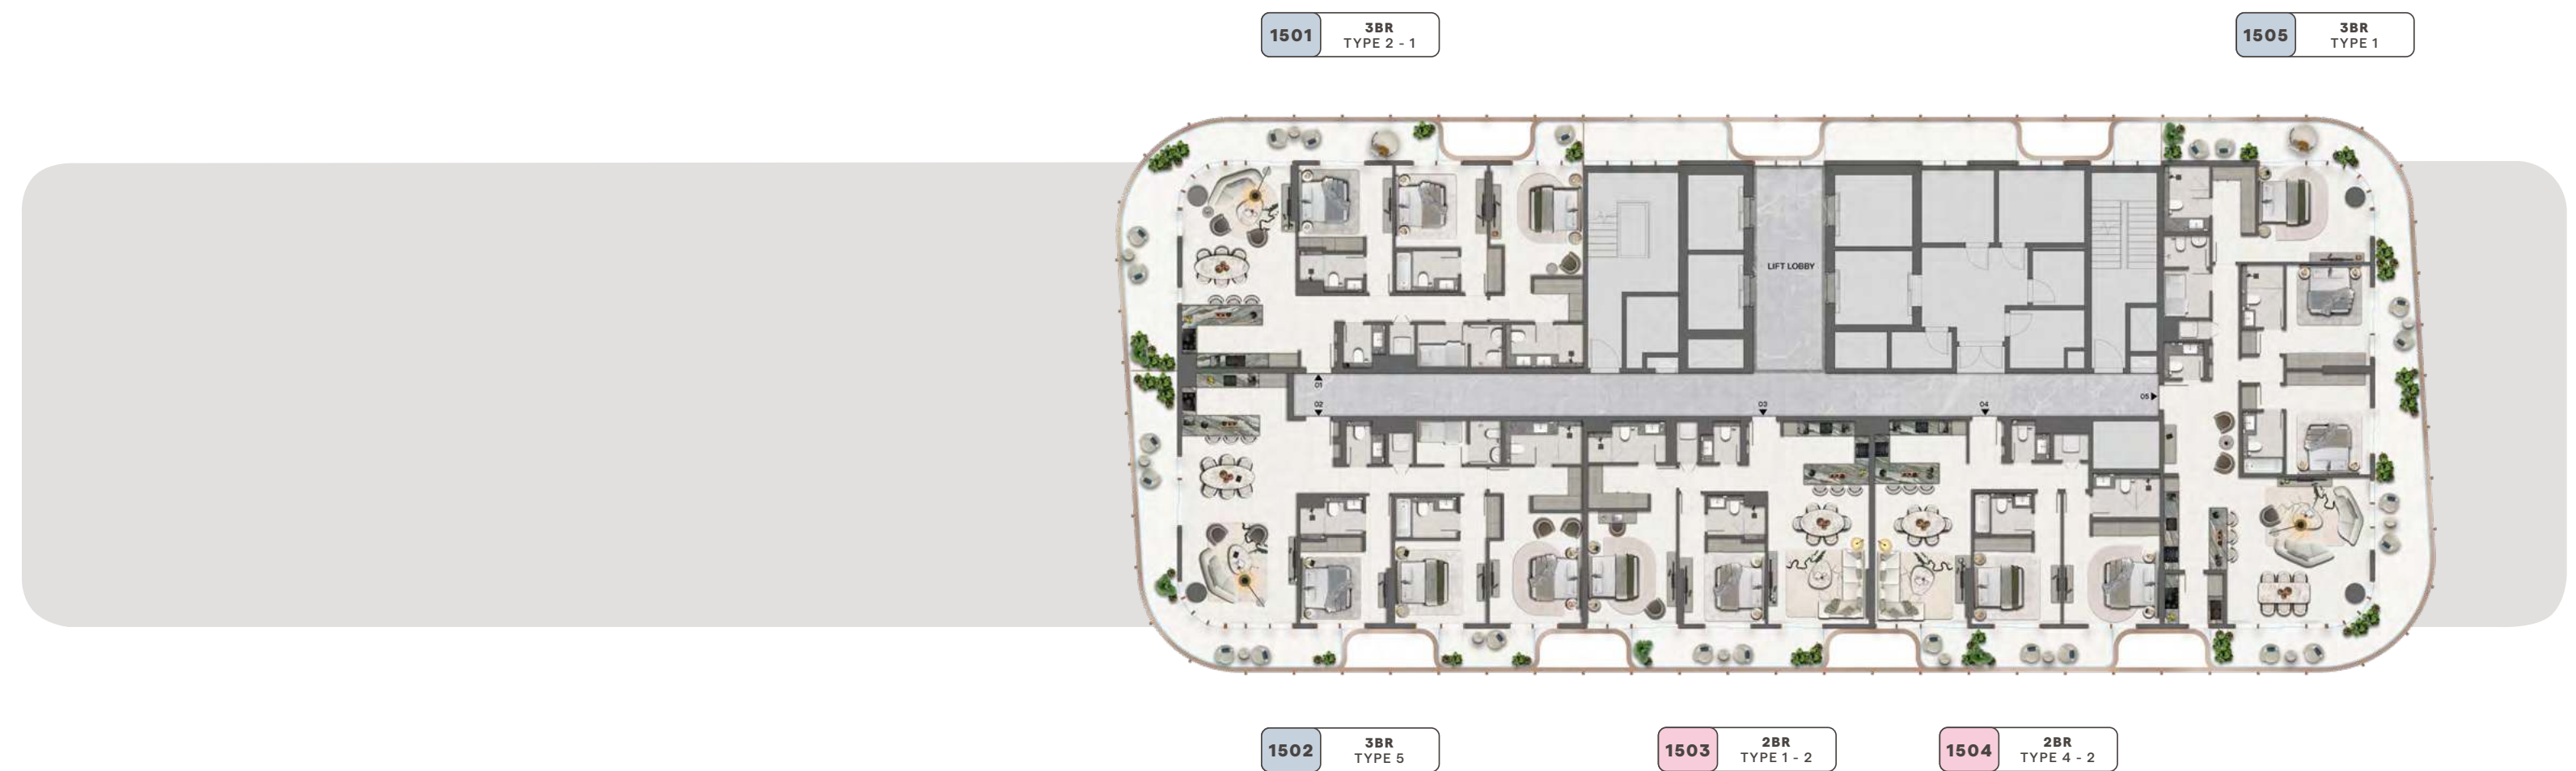 1501
3BR
TYPE 2 - 1
1505
3BR
TYPE 1
LIFT LOBBY
01
02
03
04
05
1502
3BR
TYPE 5
1503
2BR
TYPE 1 - 2
1504
2BR
TYPE 4 - 2